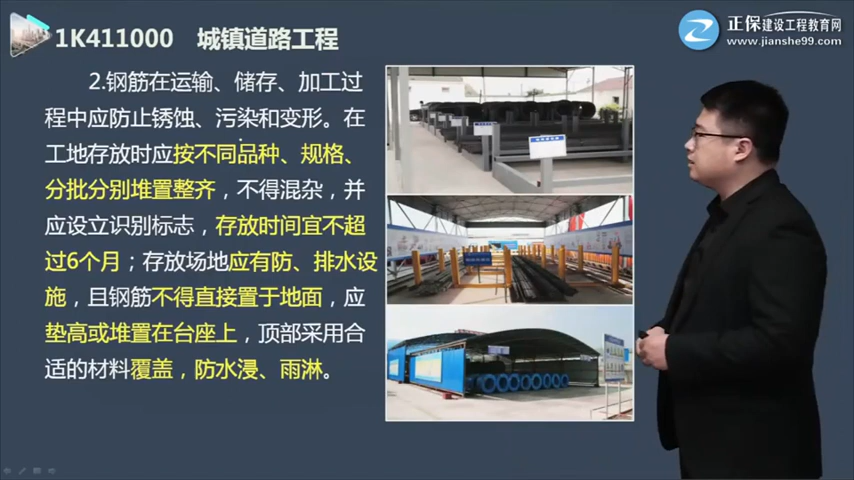 1K411000 城镇道路工程
正保建设工程教育网
www.jianshe99.com
2.钢筋在运输、储存、加工过
程中应防止锈蚀、污染和变形。在
工地存放时应按不同品种、规格、
分批分别堆置整齐，不得混杂，并
应设立识别标志，存放时间宜不超
过6个月；存放场地应有防、排水设
施，且钢筋不得直接置于地面，应
垫高或堆置在台座上，顶部采用合
适的材料覆盖，防水浸、雨淋。